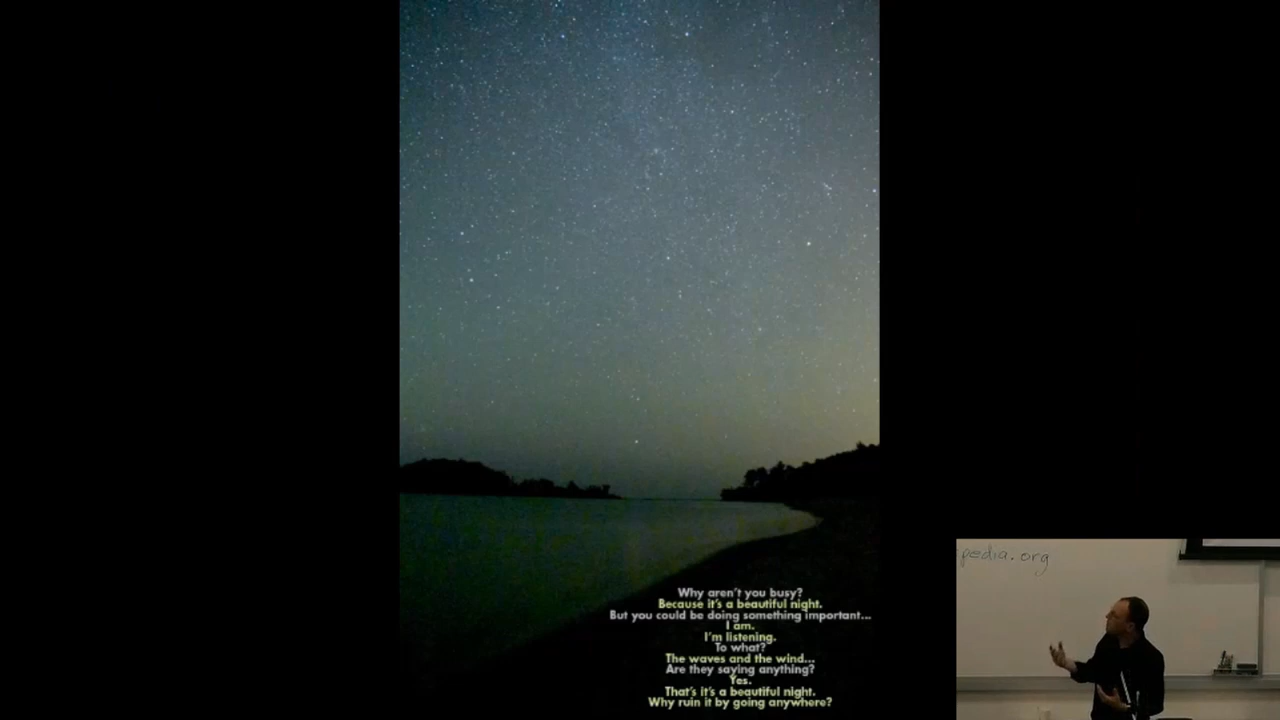 pedia.org
Why aren't you busy?
Because it's a beautiful night.
But you could be doing something important...
I am.
I'm listening.
To what?
The waves and the wind...
Are they saying anything?
Yes.
That's it's a beautiful night.
Why ruin it by going anywhere?